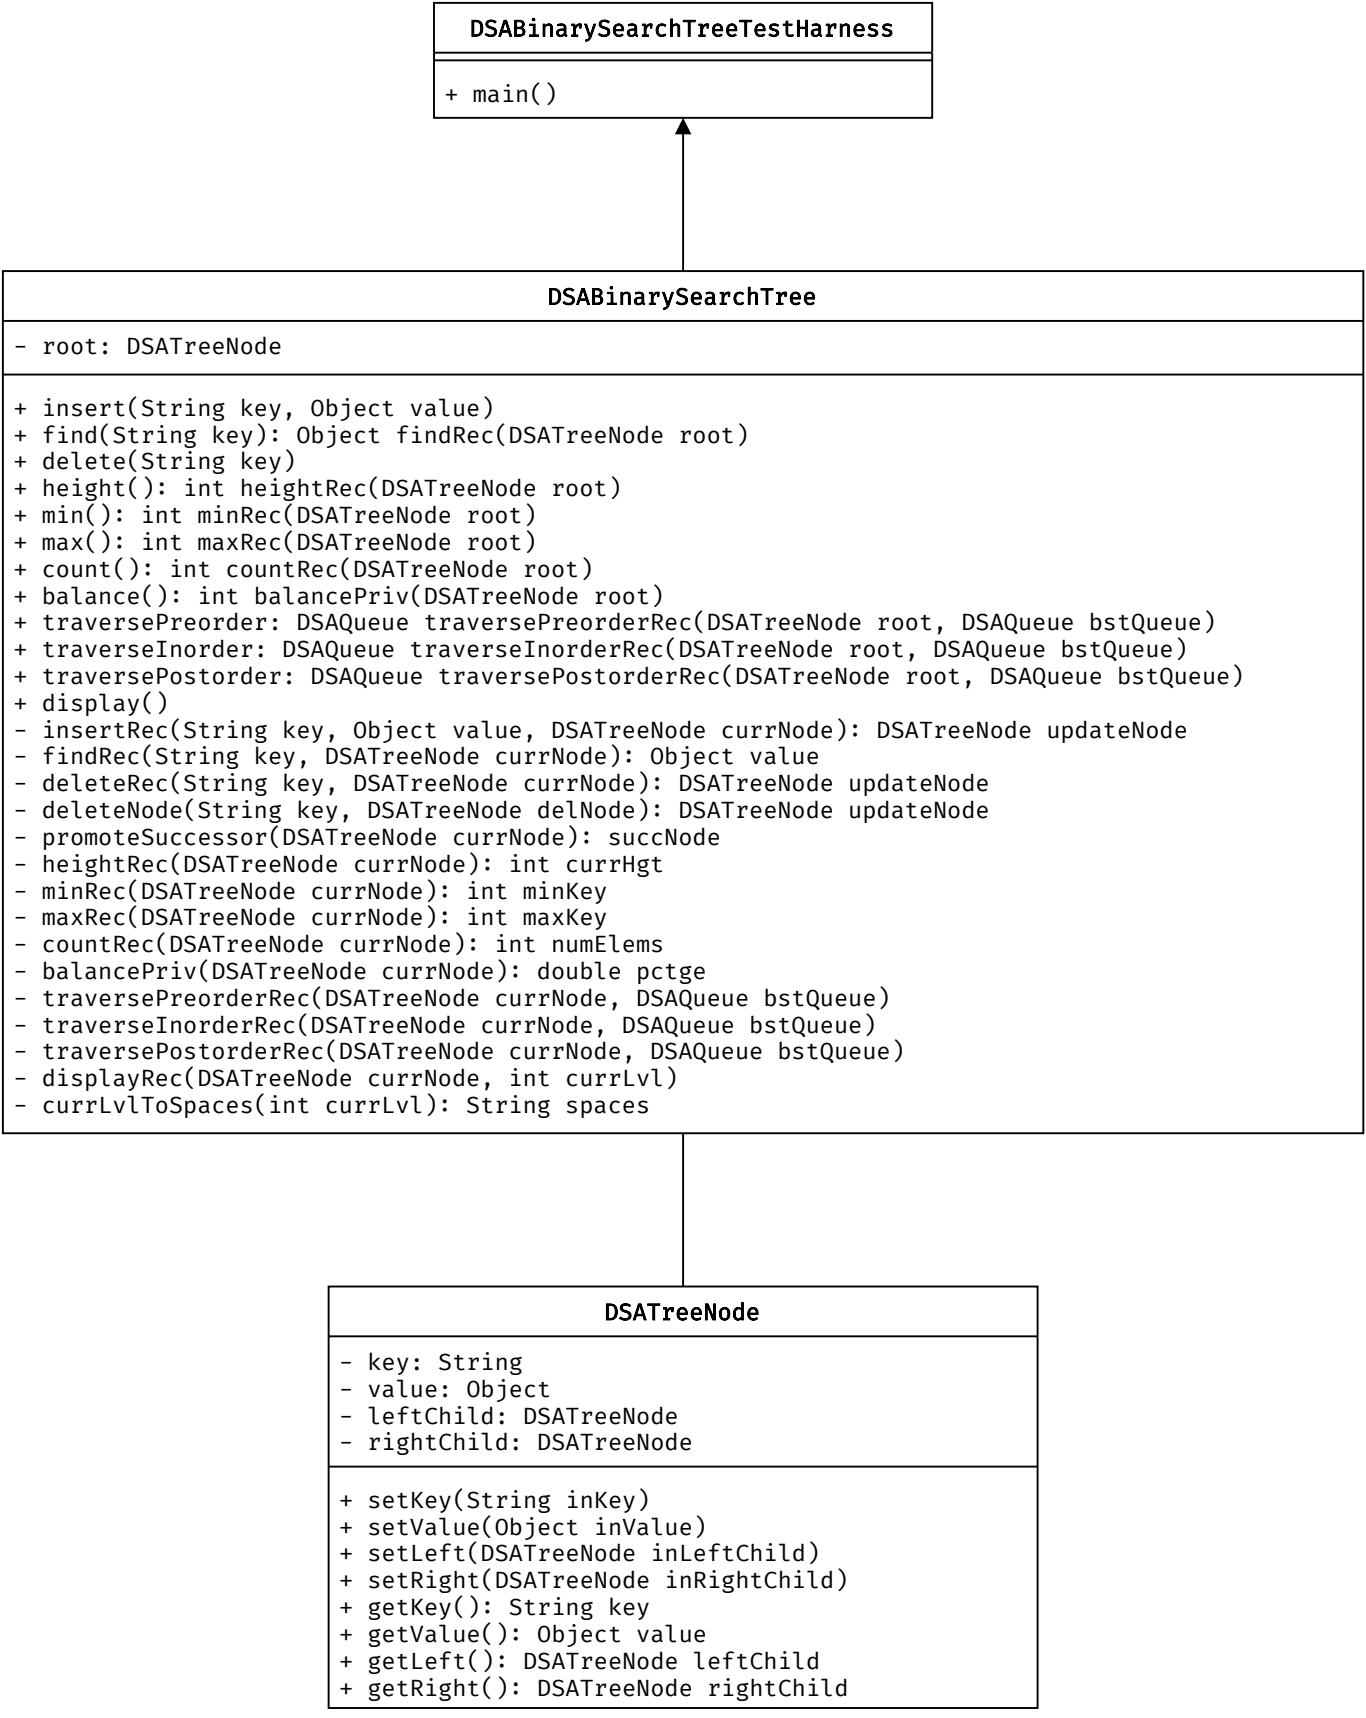 DSABinarySearchTreeTestHarness
+ main()
DSABinarySearchTree
- root: DSATreeNode
+ insert(String key, Object value)
+ find(String key): Object findRec(DSATreeNode root)
+ delete(String key)
+ height(): int heightRec(DSATreeNode root)
+ min(): int minRec(DSATreeNode root)
+ max(): int maxRec(DSATreeNode root)
+ count(): int countRec(DSATreeNode root)
+ balance(): int balancePriv(DSATreeNode root)
+ traversePreorder: DSAQueue traversePreorderRec(DSATreeNode root, DSAQueue bstQueue)
+ traverseInorder: DSAQueue traverseInorderRec(DSATreeNode root, DSAQueue bstQueue)
+ traversePostorder: DSAQueue traversePostorderRec(DSATreeNode root, DSAQueue bstQueue)
+ display()
- insertRec(String key, Object value, DSATreeNode currNode): DSATreeNode updateNode
- findRec(String key, DSATreeNode currNode): Object value
- deleteRec(String key, DSATreeNode currNode): DSATreeNode updateNode
- deleteNode(String key, DSATreeNode delNode): DSATreeNode updateNode
- promoteSuccessor(DSATreeNode currNode): succNode
- heightRec(DSATreeNode currNode): int currHgt
- minRec(DSATreeNode currNode): int minKey
- maxRec(DSATreeNode currNode): int maxKey
- countRec(DSATreeNode currNode): int numElems
- balancePriv(DSATreeNode currNode): double pctge
- traversePreorderRec(DSATreeNode currNode, DSAQueue bstQueue)
- traverseInorderRec(DSATreeNode currNode, DSAQueue bstQueue)
- traversePostorderRec(DSATreeNode currNode, DSAQueue bstQueue)
- displayRec(DSATreeNode currNode, int currLvl)
- currLvlToSpaces(int currLvl): String spaces
DSATreeNode
- key: String
- value: Object
- leftChild: DSATreeNode
- rightChild: DSATreeNode
+ setKey(String inKey)
+ setValue(Object inValue)
+ setLeft(DSATreeNode inLeftChild)
+ setRight(DSATreeNode inRightChild)
+ getKey(): String key
+ getValue(): Object value
+ getLeft(): DSATreeNode leftChild
+ getRight(): DSATreeNode rightChild